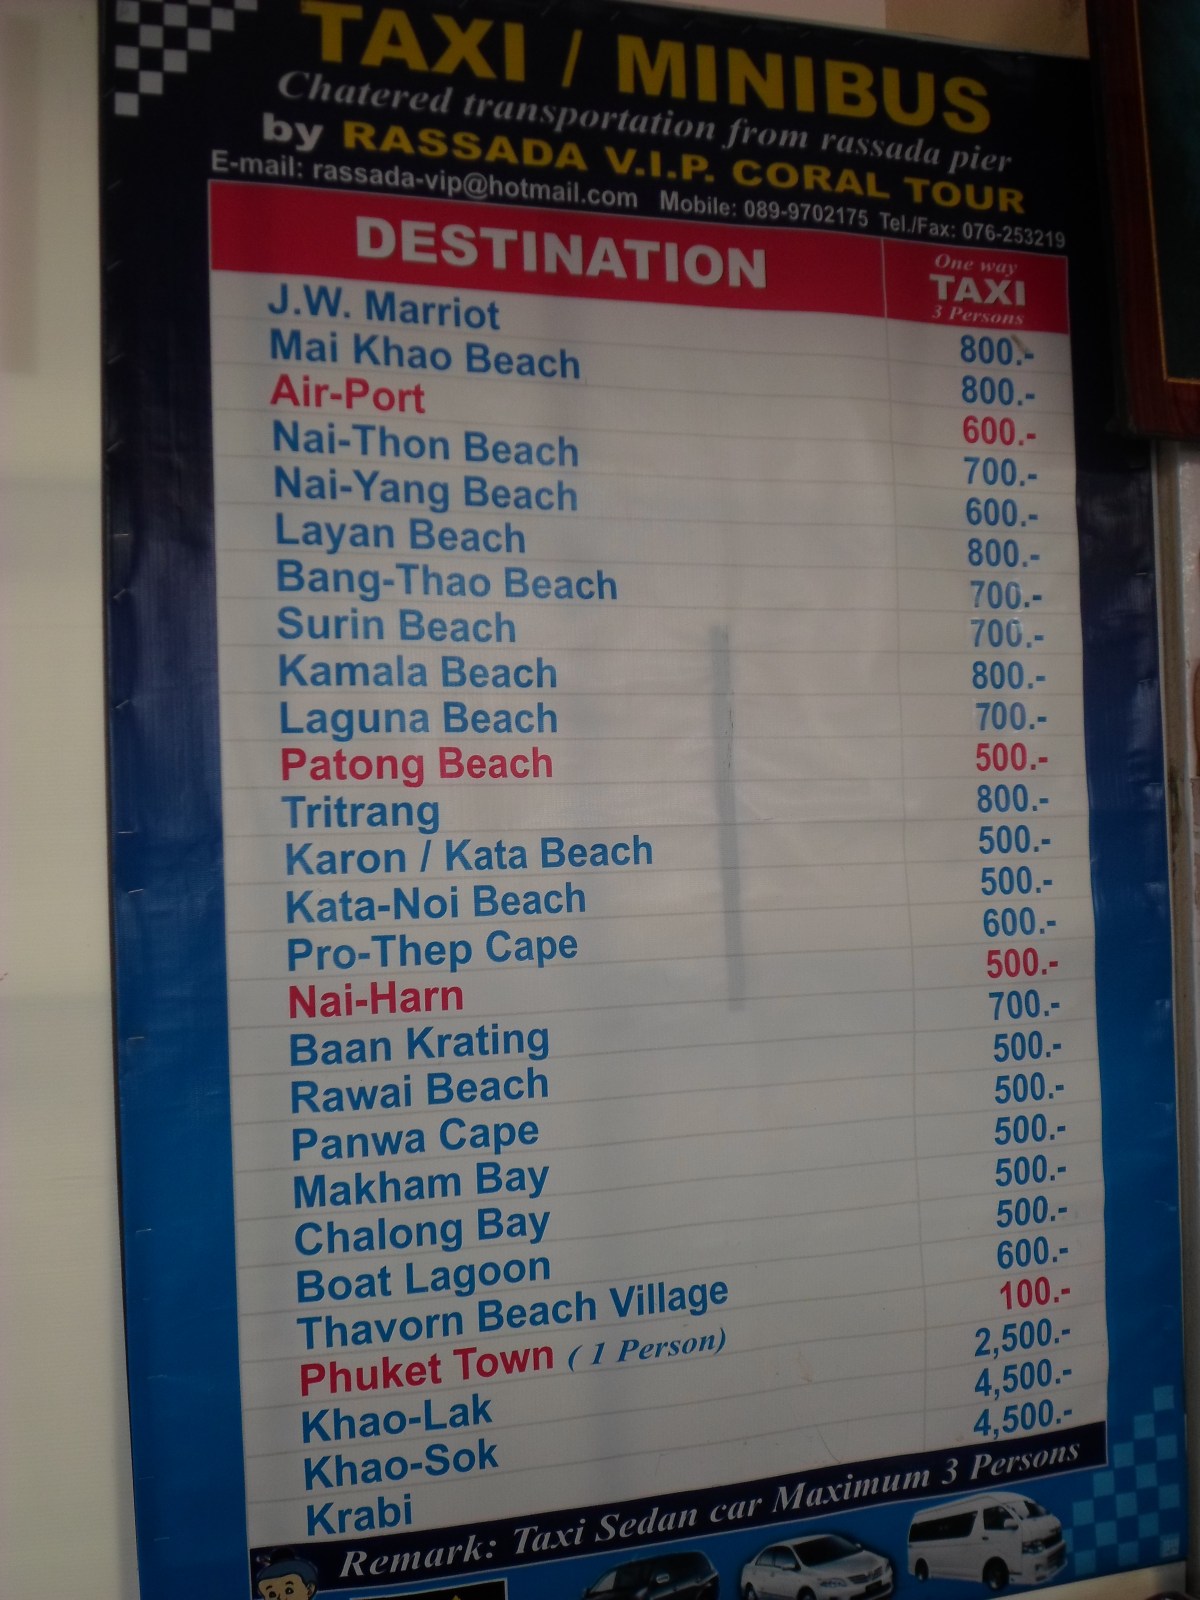 TAXI / MINIBUS
Chatered transportation from rassada pier
by RASSADA V.I.P. CORAL TOUR
E-mail: rassada-vip@hotmail.com Mobile: 089-9702175 Tel./Fax: 076-253219
DESTINATION One way TAXI 3 Persons
J.W. Marriot 800.-
Mai Khao Beach 800.-
Air-Port 600.-
Nai-Thon Beach 700.-
Nai-Yang Beach 600.-
Layan Beach 800.-
Bang-Thao Beach 700.-
Surin Beach 700.-
Kamala Beach 800.-
Laguna Beach 700.-
Patong Beach 500.-
Tritrang 800.-
Karon / Kata Beach 500.-
Kata-Noi Beach 500.-
Pro-Thep Cape 600.-
Nai-Harn 500.-
Baan Krating 700.-
Rawai Beach 500.-
Panwa Cape 500.-
Makham Bay 500.-
Chalong Bay 500.-
Boat Lagoon 500.-
Thavorn Beach Village 600.-
Phuket Town ( 1 Person) 100.-
Khao-Lak 2,500.-
Khao-Sok 4,500.-
Krabi 4,500.-
Remark: Taxi Sedan car Maximum 3 Persons